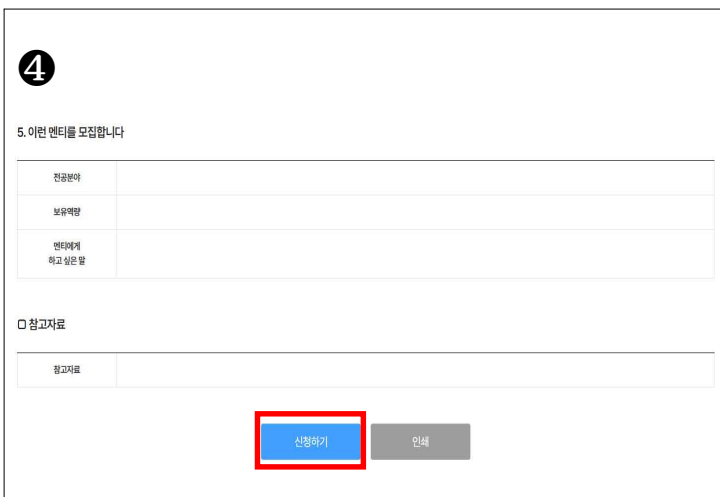 ❹
5. 이런 멘티를 모집합니다
전공분야
보유역량
멘티에게
하고 싶은 말
□ 참고자료
참고자료
신청하기
인쇄